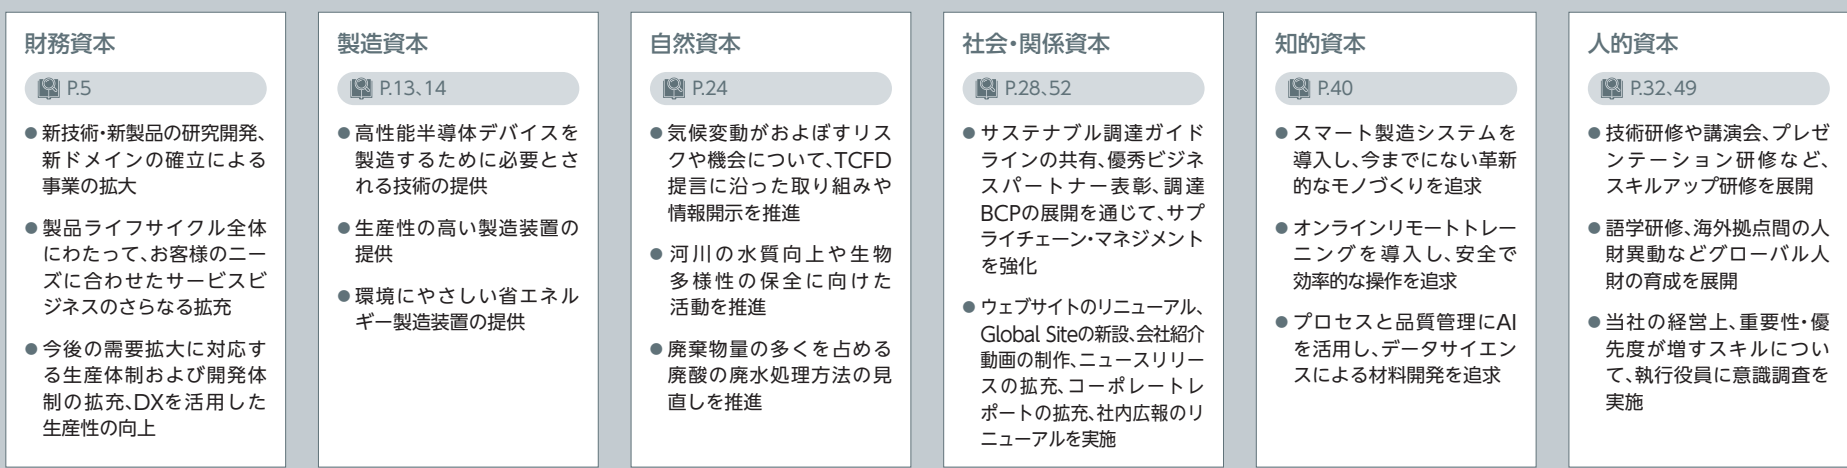 財務資本
P.5
● 新技術・新製品の研究開発、
新ドメインの確立による
事業の拡大
● 製品ライフサイクル全体
にわたって、お客様のニー
ズに合わせたサービスビ
ジネスのさらなる拡充
● 今後の需要拡大に対応す
る生産体制および開発体
制の拡充、DXを活用した
生産性の向上
製造資本
P.13、14
● 高性能半導体デバイスを
製造するために必要とさ
れる技術の提供
● 生産性の高い製造装置の
提供
● 環境にやさしい省エネル
ギー製造装置の提供
自然資本
P.24
● 気候変動がおよぼすリス
クや機会について、TCFD
提言に沿った取り組みや
情報開示を推進
● 河川の水質向上や生物
多様性の保全に向けた
活動を推進
● 廃棄物量の多くを占める
廃酸の廃水処理方法の見
直しを推進
社会・関係資本
P.28、52
● サステナブル調達ガイド
ラインの共有、優秀ビジネ
スパートナー表彰、調達
BCPの展開を通じて、サプ
ライチェーン・マネジメント
を強化
● ウェブサイトのリニューアル、
Global Siteの新設、会社紹介
動画の制作、ニュースリリー
スの拡充、コーポレートレ
ポートの拡充、社内広報のリ
ニューアルを実施
知的資本
P.40
● スマート製造システムを
導入し、今までにない革新
的なモノづくりを追求
● オンラインリモートトレー
ニングを導入し、安全で
効率的な操作を追求
● プロセスと品質管理にAI
を活用し、データサイエン
スによる材料開発を追求
人的資本
P.32、49
● 技術研修や講演会、プレゼ
ンテーション研修など、
スキルアップ研修を展開
● 語学研修、海外拠点間の人
財異動などグローバル人
財の育成を展開
● 当社の経営上、重要性・優
先度が増すスキルについ
て、執行役員に意識調査を
実施